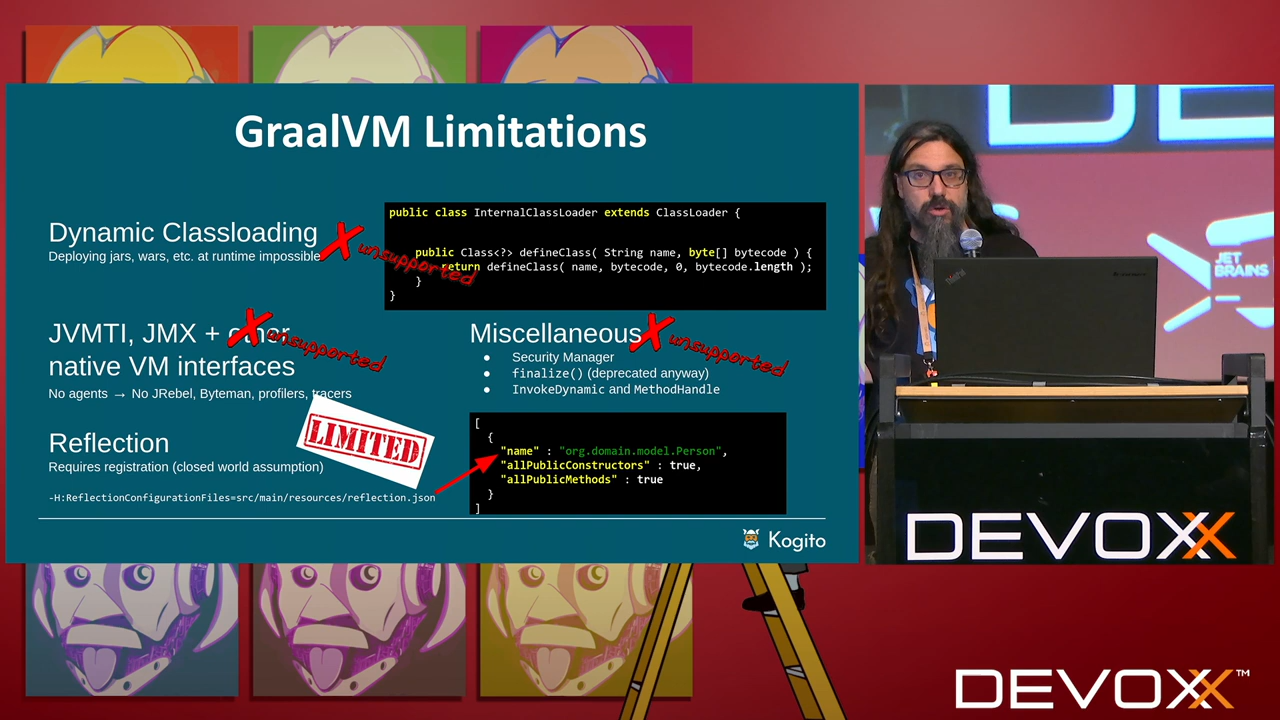 GraalVM Limitations
Dynamic Classloading
Deploying jars, wars, etc. at runtime impossible
unsupported
public class InternalClassLoader extends ClassLoader {
public Class<?> defineClass( String name, byte[] bytecode ) {
return defineClass( name, bytecode, 0, bytecode.length );
}
}
JVMTI, JMX + other
native VM interfaces
unsupported
No agents → No JRebel, Byteman, profilers, tracers
Miscellaneous
unsupported
● Security Manager
● finalize() (deprecated anyway)
● InvokeDynamic and MethodHandle
Reflection
LIMITED
Requires registration (closed world assumption)
-H:ReflectionConfigurationFiles=src/main/resources/reflection.json
[
{
"name" : "org.domain.model.Person",
"allPublicConstructors" : true,
"allPublicMethods" : true
}
]
Kogito
JET
BRAINS
ThinkPad
DEVOXX
DEVOXX™